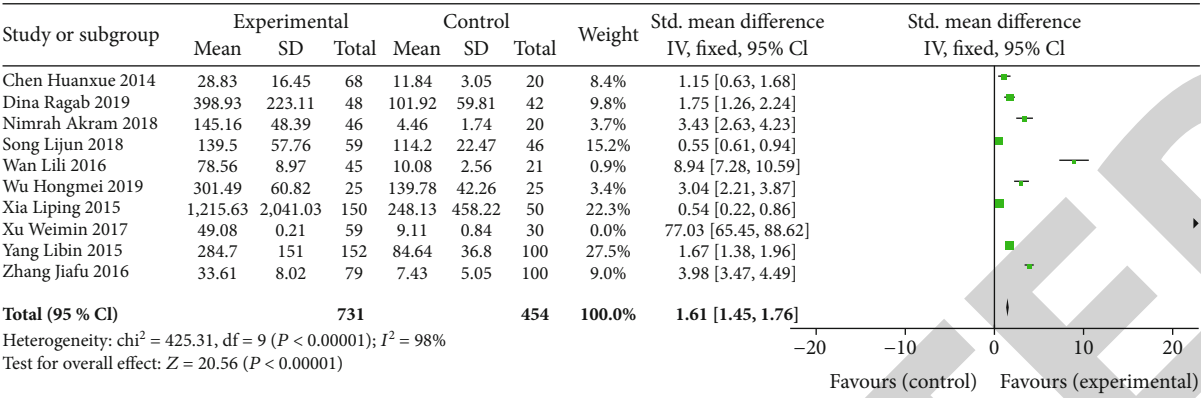 Study or subgroup Experimental Control Weight Std. mean difference Std. mean difference
Mean SD Total Mean SD Total IV, fixed, 95% Cl IV, fixed, 95% Cl
Chen Huanxue 2014 28.83 16.45 68 11.84 3.05 20 8.4% 1.15 [0.63, 1.68]
Dina Ragab 2019 398.93 223.11 48 101.92 59.81 42 9.8% 1.75 [1.26, 2.24]
Nimrah Akram 2018 145.16 48.39 46 4.46 1.74 20 3.7% 3.43 [2.63, 4.23]
Song Lijun 2018 139.5 57.76 59 114.2 22.47 46 15.2% 0.55 [0.61, 0.94]
Wan Lili 2016 78.56 8.97 45 10.08 2.56 21 0.9% 8.94 [7.28, 10.59]
Wu Hongmei 2019 301.49 60.82 25 139.78 42.26 25 3.4% 3.04 [2.21, 3.87]
Xia Liping 2015 1,215.63 2,041.03 150 248.13 458.22 50 22.3% 0.54 [0.22, 0.86]
Xu Weimin 2017 49.08 0.21 59 9.11 0.84 30 0.0% 77.03 [65.45, 88.62]
Yang Libin 2015 284.7 151 152 84.64 36.8 100 27.5% 1.67 [1.38, 1.96]
Zhang Jiafu 2016 33.61 8.02 79 7.43 5.05 100 9.0% 3.98 [3.47, 4.49]
Total (95 % Cl) 731 454 100.0% 1.61 [1.45, 1.76]
Heterogeneity: chi² = 425.31, df = 9 (P < 0.00001); I² = 98%
Test for overall effect: Z = 20.56 (P < 0.00001)
−20 −10 0 10 20
Favours (control) Favours (experimental)